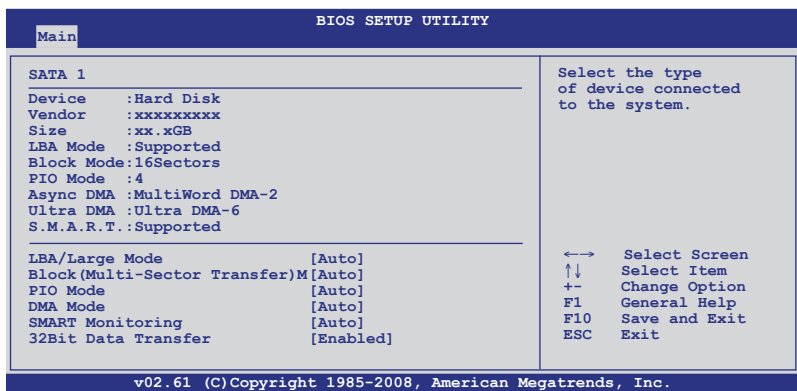 BIOS SETUP UTILITY
Main
SATA 1
Device :Hard Disk
Vendor :xxxxxxxxx
Size :xx.xGB
LBA Mode :Supported
Block Mode:16Sectors
PIO Mode :4
Async DMA :MultiWord DMA-2
Ultra DMA :Ultra DMA-6
S.M.A.R.T.:Supported
LBA/Large Mode [Auto]
Block(Multi-Sector Transfer)M[Auto]
PIO Mode [Auto]
DMA Mode [Auto]
SMART Monitoring [Auto]
32Bit Data Transfer [Enabled]
Select the type
of device connected
to the system.
←→ Select Screen
↑↓ Select Item
+- Change Option
F1 General Help
F10 Save and Exit
ESC Exit
v02.61 (C)Copyright 1985-2008, American Megatrends, Inc.